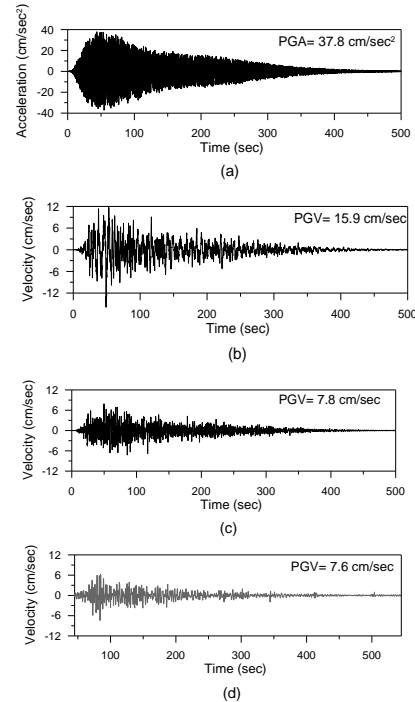 40
PGA= 37.8 cm/sec²
20
0
-20
-40
Acceleration (cm/sec²)
0 100 200 300 400 500
Time (sec)
(a)
12
PGV= 15.9 cm/sec
6
0
-6
-12
Velocity (cm/sec)
0 100 200 300 400 500
Time (sec)
(b)
12
PGV= 7.8 cm/sec
6
0
-6
-12
Velocity (cm/sec)
0 100 200 300 400 500
Time (sec)
(c)
12
PGV= 7.6 cm/sec
6
0
-6
-12
Velocity (cm/sec)
100 200 300 400 500
Time (sec)
(d)